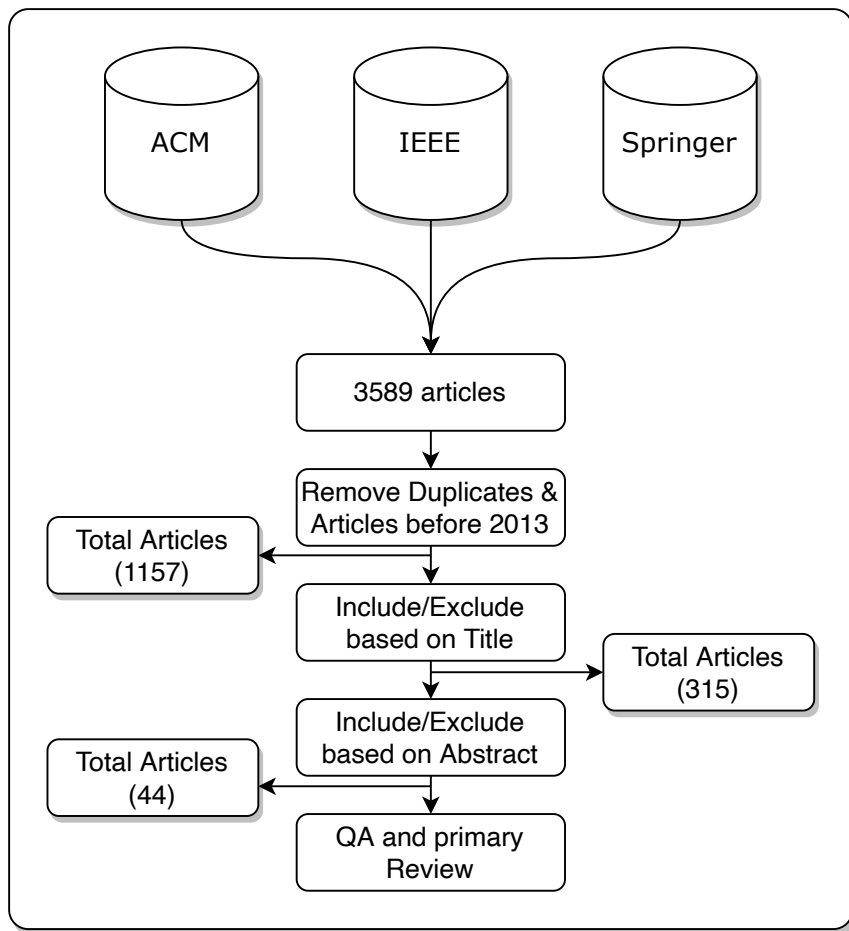 ACM
IEEE
Springer
3589 articles
Remove Duplicates &
Articles before 2013
Total Articles
(1157)
Include/Exclude
based on Title
Total Articles
(315)
Include/Exclude
based on Abstract
Total Articles
(44)
QA and primary
Review